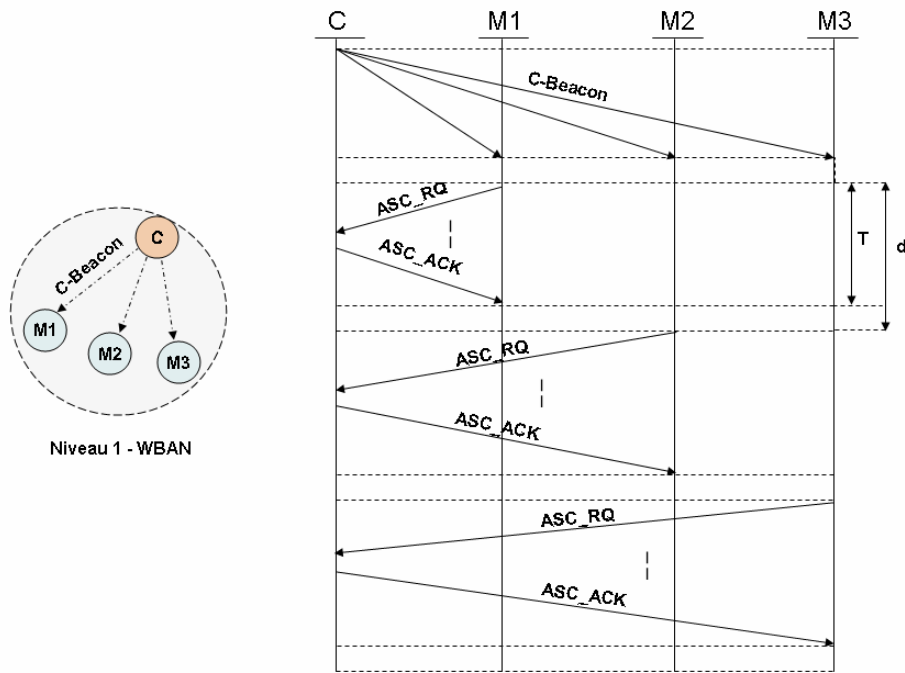 C M1 M2 M3
C-Beacon
ASC_RQ
ASC_ACK
T
d
ASC_RQ
ASC_ACK
ASC_RQ
ASC_ACK
C
C-Beacon
M1
M2
M3
Niveau 1 - WBAN